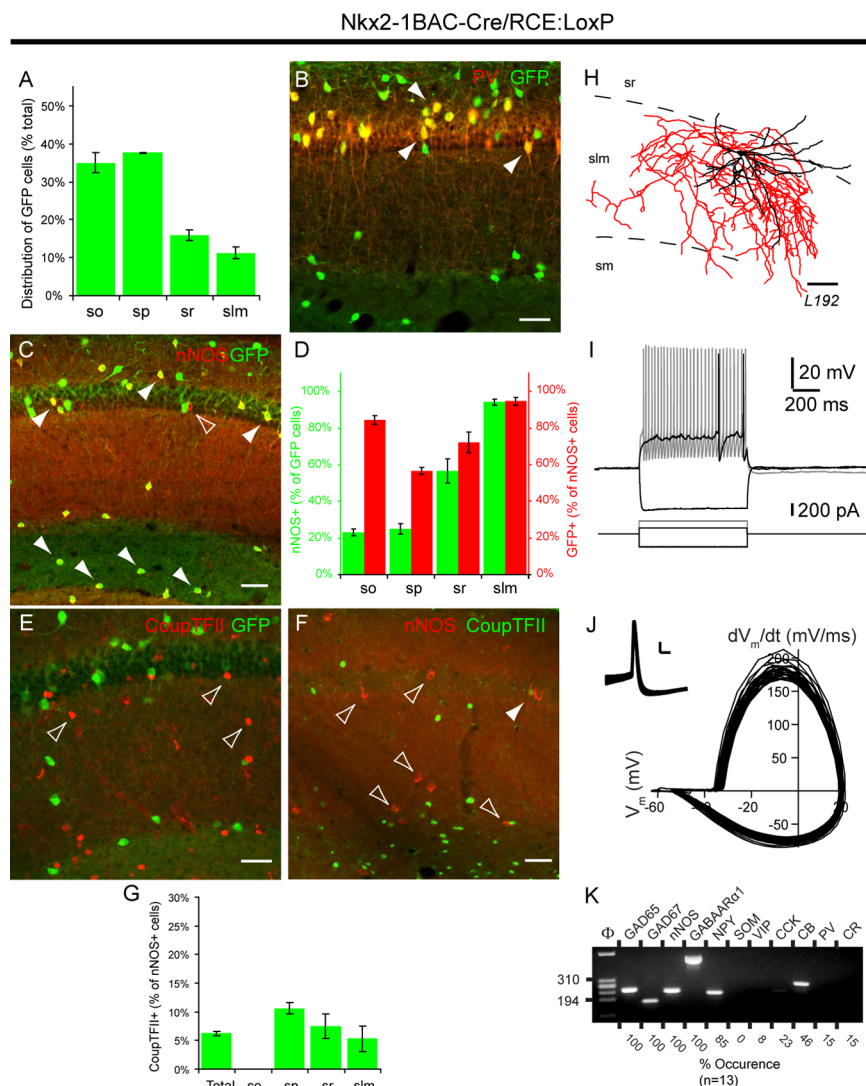 Nkx2-1BAC-Cre/RCE:LoxP
A
Distribution of GFP cells (% total)
50%
40%
30%
20%
10%
0%
so sp sr slm
B
PV GFP
C
nNOS GFP
D
nNOS+ (% of GFP cells)
100%
80%
60%
40%
20%
0%
so sp sr slm
100%
80%
60%
40%
20%
0%
GFP+ (% of nNOS+ cells)
E
CoupTFII GFP
F
nNOS CoupTFII
G
CoupTFII+ (% of nNOS+ cells)
30%
25%
20%
15%
10%
5%
0%
Total so sp sr slm
H
sr
slm
sm
L192
I
20 mV
200 ms
200 pA
J
dVm/dt (mV/ms)
200
150
100
50
-50
Vm (mV)
-60 -40 -20 20
K
Φ GAD65 GAD67 nNOS GABAARα1 NPY SOM VIP CCK CB PV CR
310
194
100 100 100 100 85 0 8 23 46 15 15
% Occurence
(n=13)